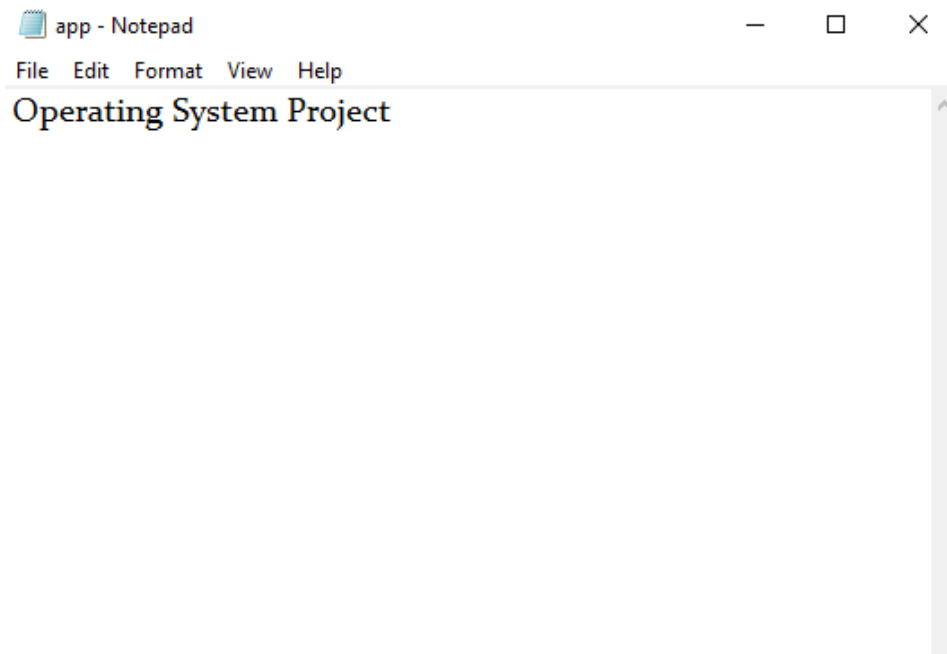 app - Notepad
File Edit Format View Help
Operating System Project